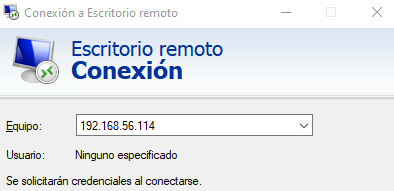 Conexión a Escritorio remoto
Escritorio remoto
Conexión
Equipo: 192.168.56.114
Usuario: Ninguno especificado
Se solicitarán credenciales al conectarse.